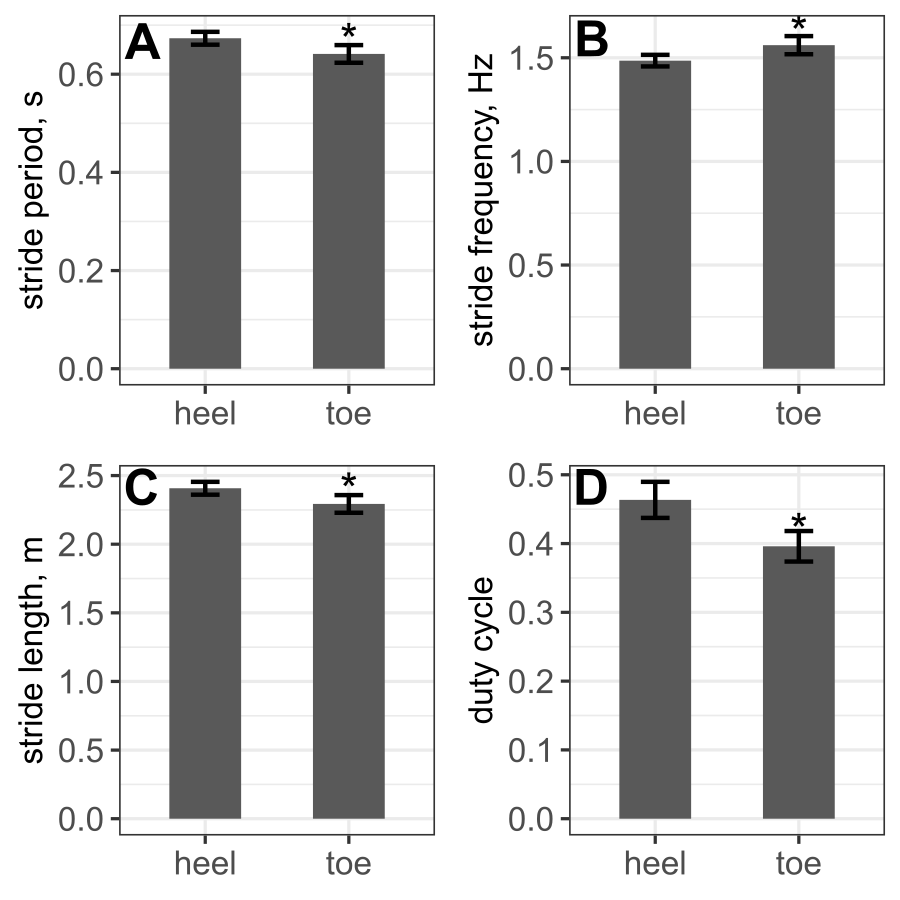 A
*
stride period, s
0.6
0.4
0.2
0.0
heel toe
B
*
stride frequency, Hz
1.5
1.0
0.5
0.0
heel toe
C
*
stride length, m
2.5
2.0
1.5
1.0
0.5
0.0
heel toe
D
*
duty cycle
0.5
0.4
0.3
0.2
0.1
0.0
heel toe